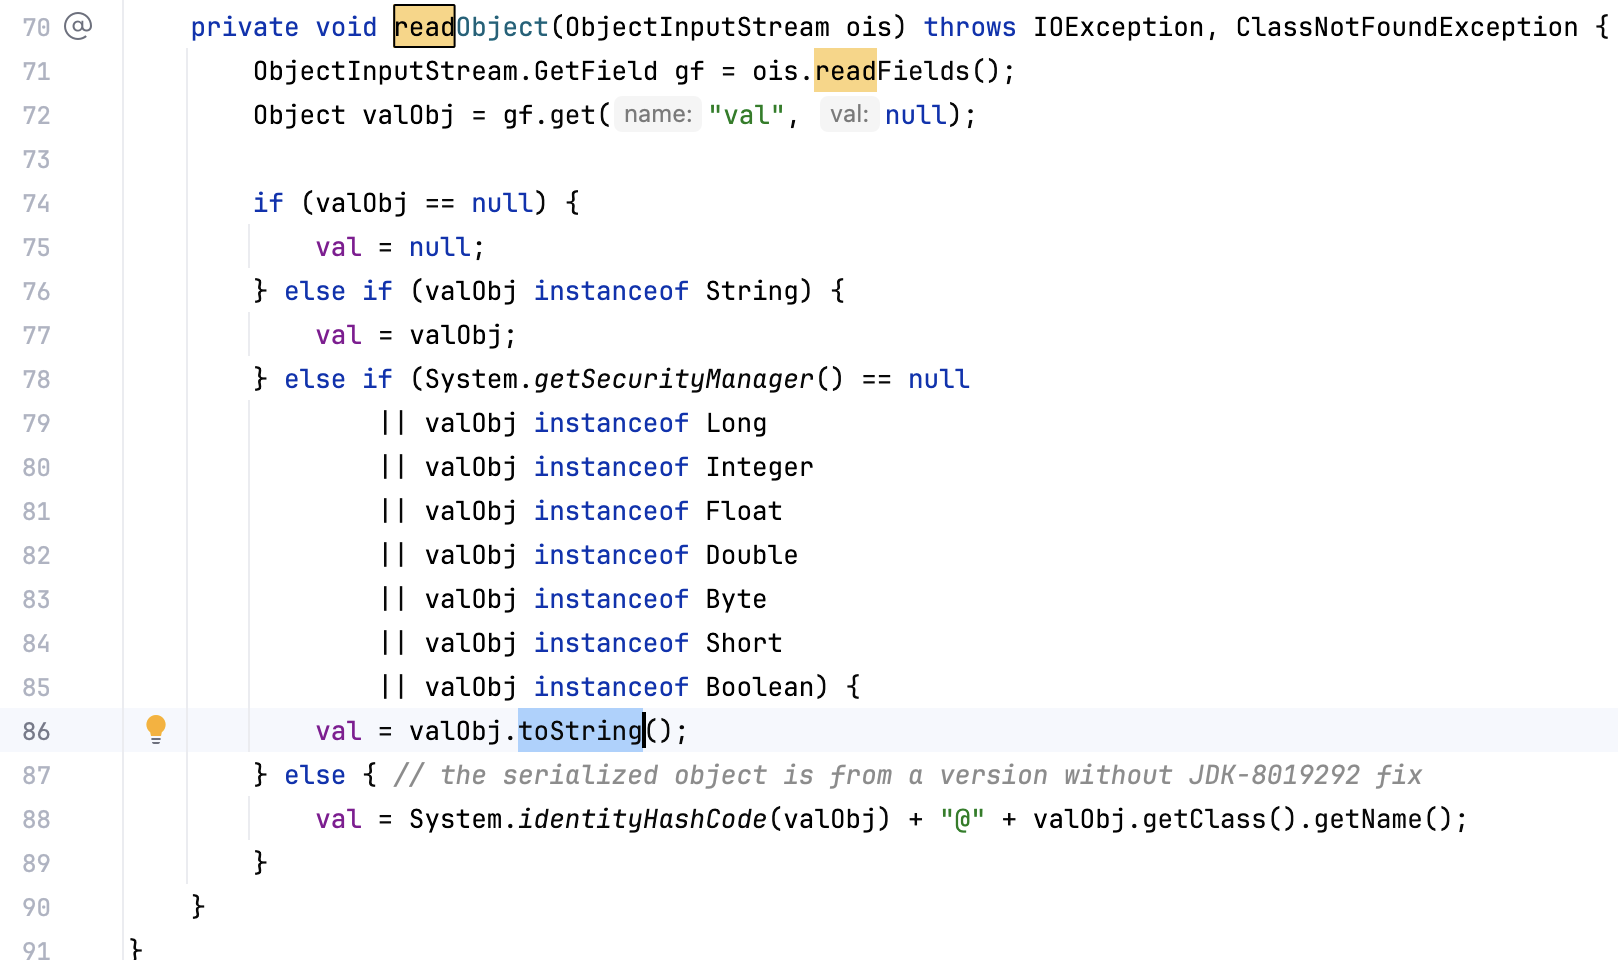 70 @ private void readObject(ObjectInputStream ois) throws IOException, ClassNotFoundException {
71 ObjectInputStream.GetField gf = ois.readFields();
72 Object valObj = gf.get( name: "val", val: null);
73
74 if (valObj == null) {
75 val = null;
76 } else if (valObj instanceof String) {
77 val = valObj;
78 } else if (System.getSecurityManager() == null
79 || valObj instanceof Long
80 || valObj instanceof Integer
81 || valObj instanceof Float
82 || valObj instanceof Double
83 || valObj instanceof Byte
84 || valObj instanceof Short
85 || valObj instanceof Boolean) {
86 val = valObj.toString();
87 } else { // the serialized object is from a version without JDK-8019292 fix
88 val = System.identityHashCode(valObj) + "@" + valObj.getClass().getName();
89 }
90 }
91 }